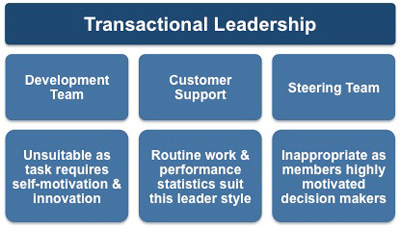 Transactional Leadership
Development
Team
Customer
Support
Steering Team
Unsuitable as
task requires
self-motivation &
innovation
Routine work &
performance
statistics suit
this leader style
Inappropriate as
members highly
motivated
decision makers